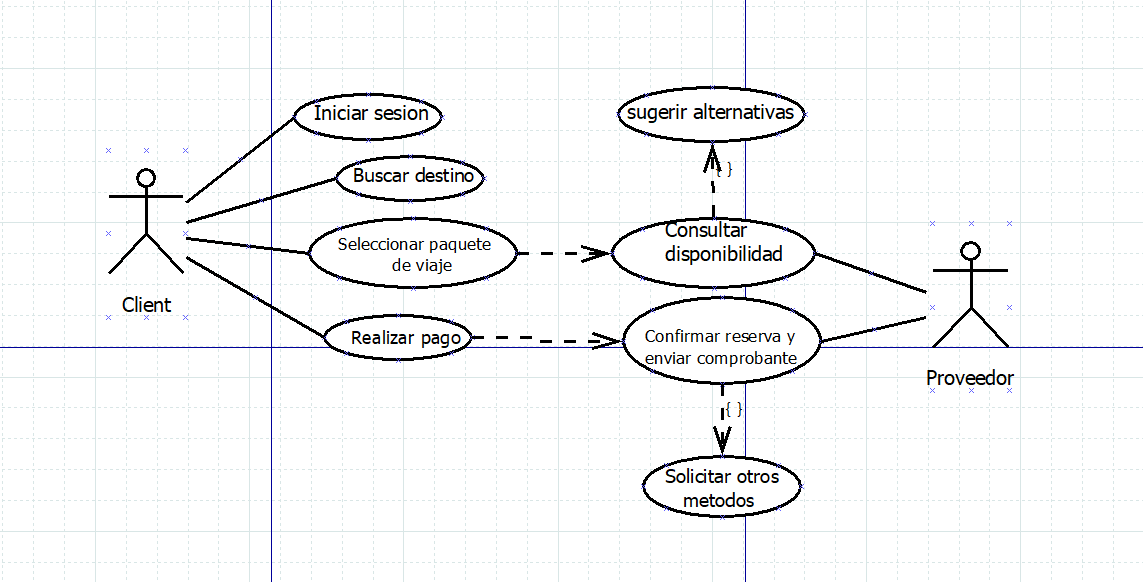 Iniciar sesion
sugerir alternativas
{ }
Buscar destino
Seleccionar paquete
de viaje
Consultar
disponibilidad
Client
Realizar pago
Confirmar reserva y
enviar comprobante
Proveedor
{ }
Solicitar otros
metodos